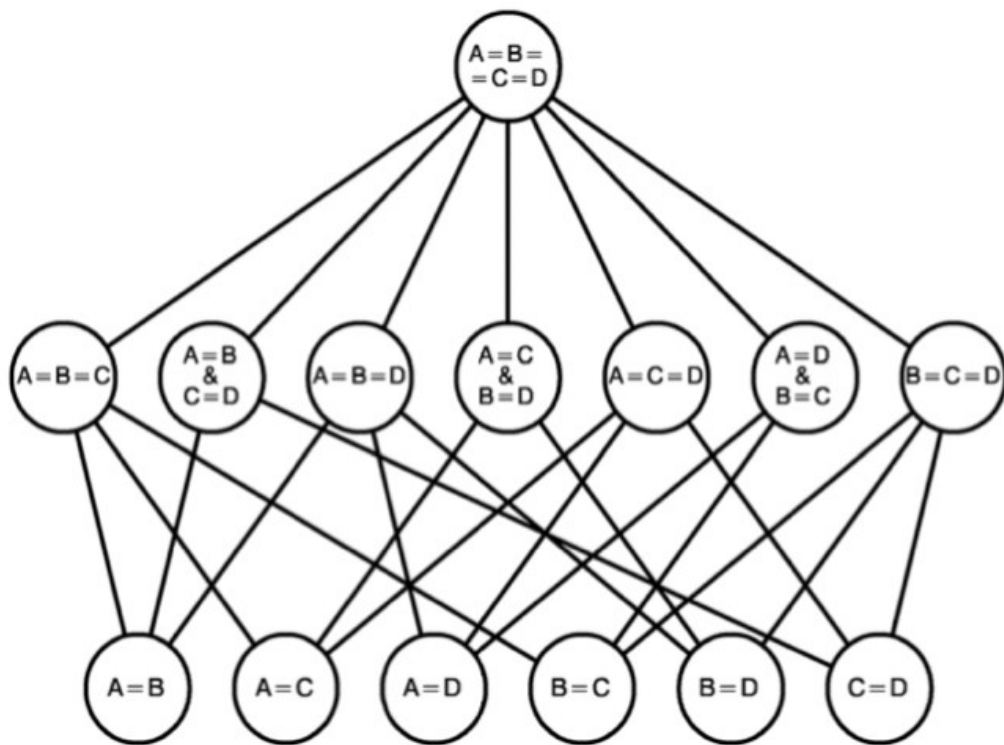 A=B=
=C=D
A=B=C
A=B
&
C=D
A=B=D
A=C
&
B=D
A=C=D
A=D
&
B=C
B=C=D
A=B
A=C
A=D
B=C
B=D
C=D